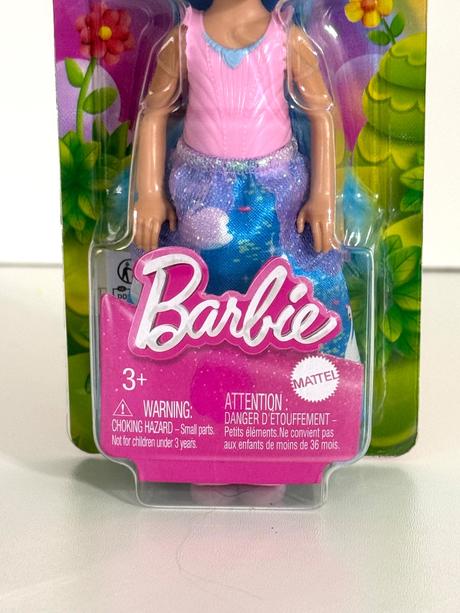 Barbie
3+
MATTEL
WARNING:
CHOKING HAZARD – Small parts.
Not for children under 3 years.
ATTENTION :
DANGER D'ETOUFFEMENT –
Petits éléments.Ne convient pas
aux enfants de moins de 36 mois.